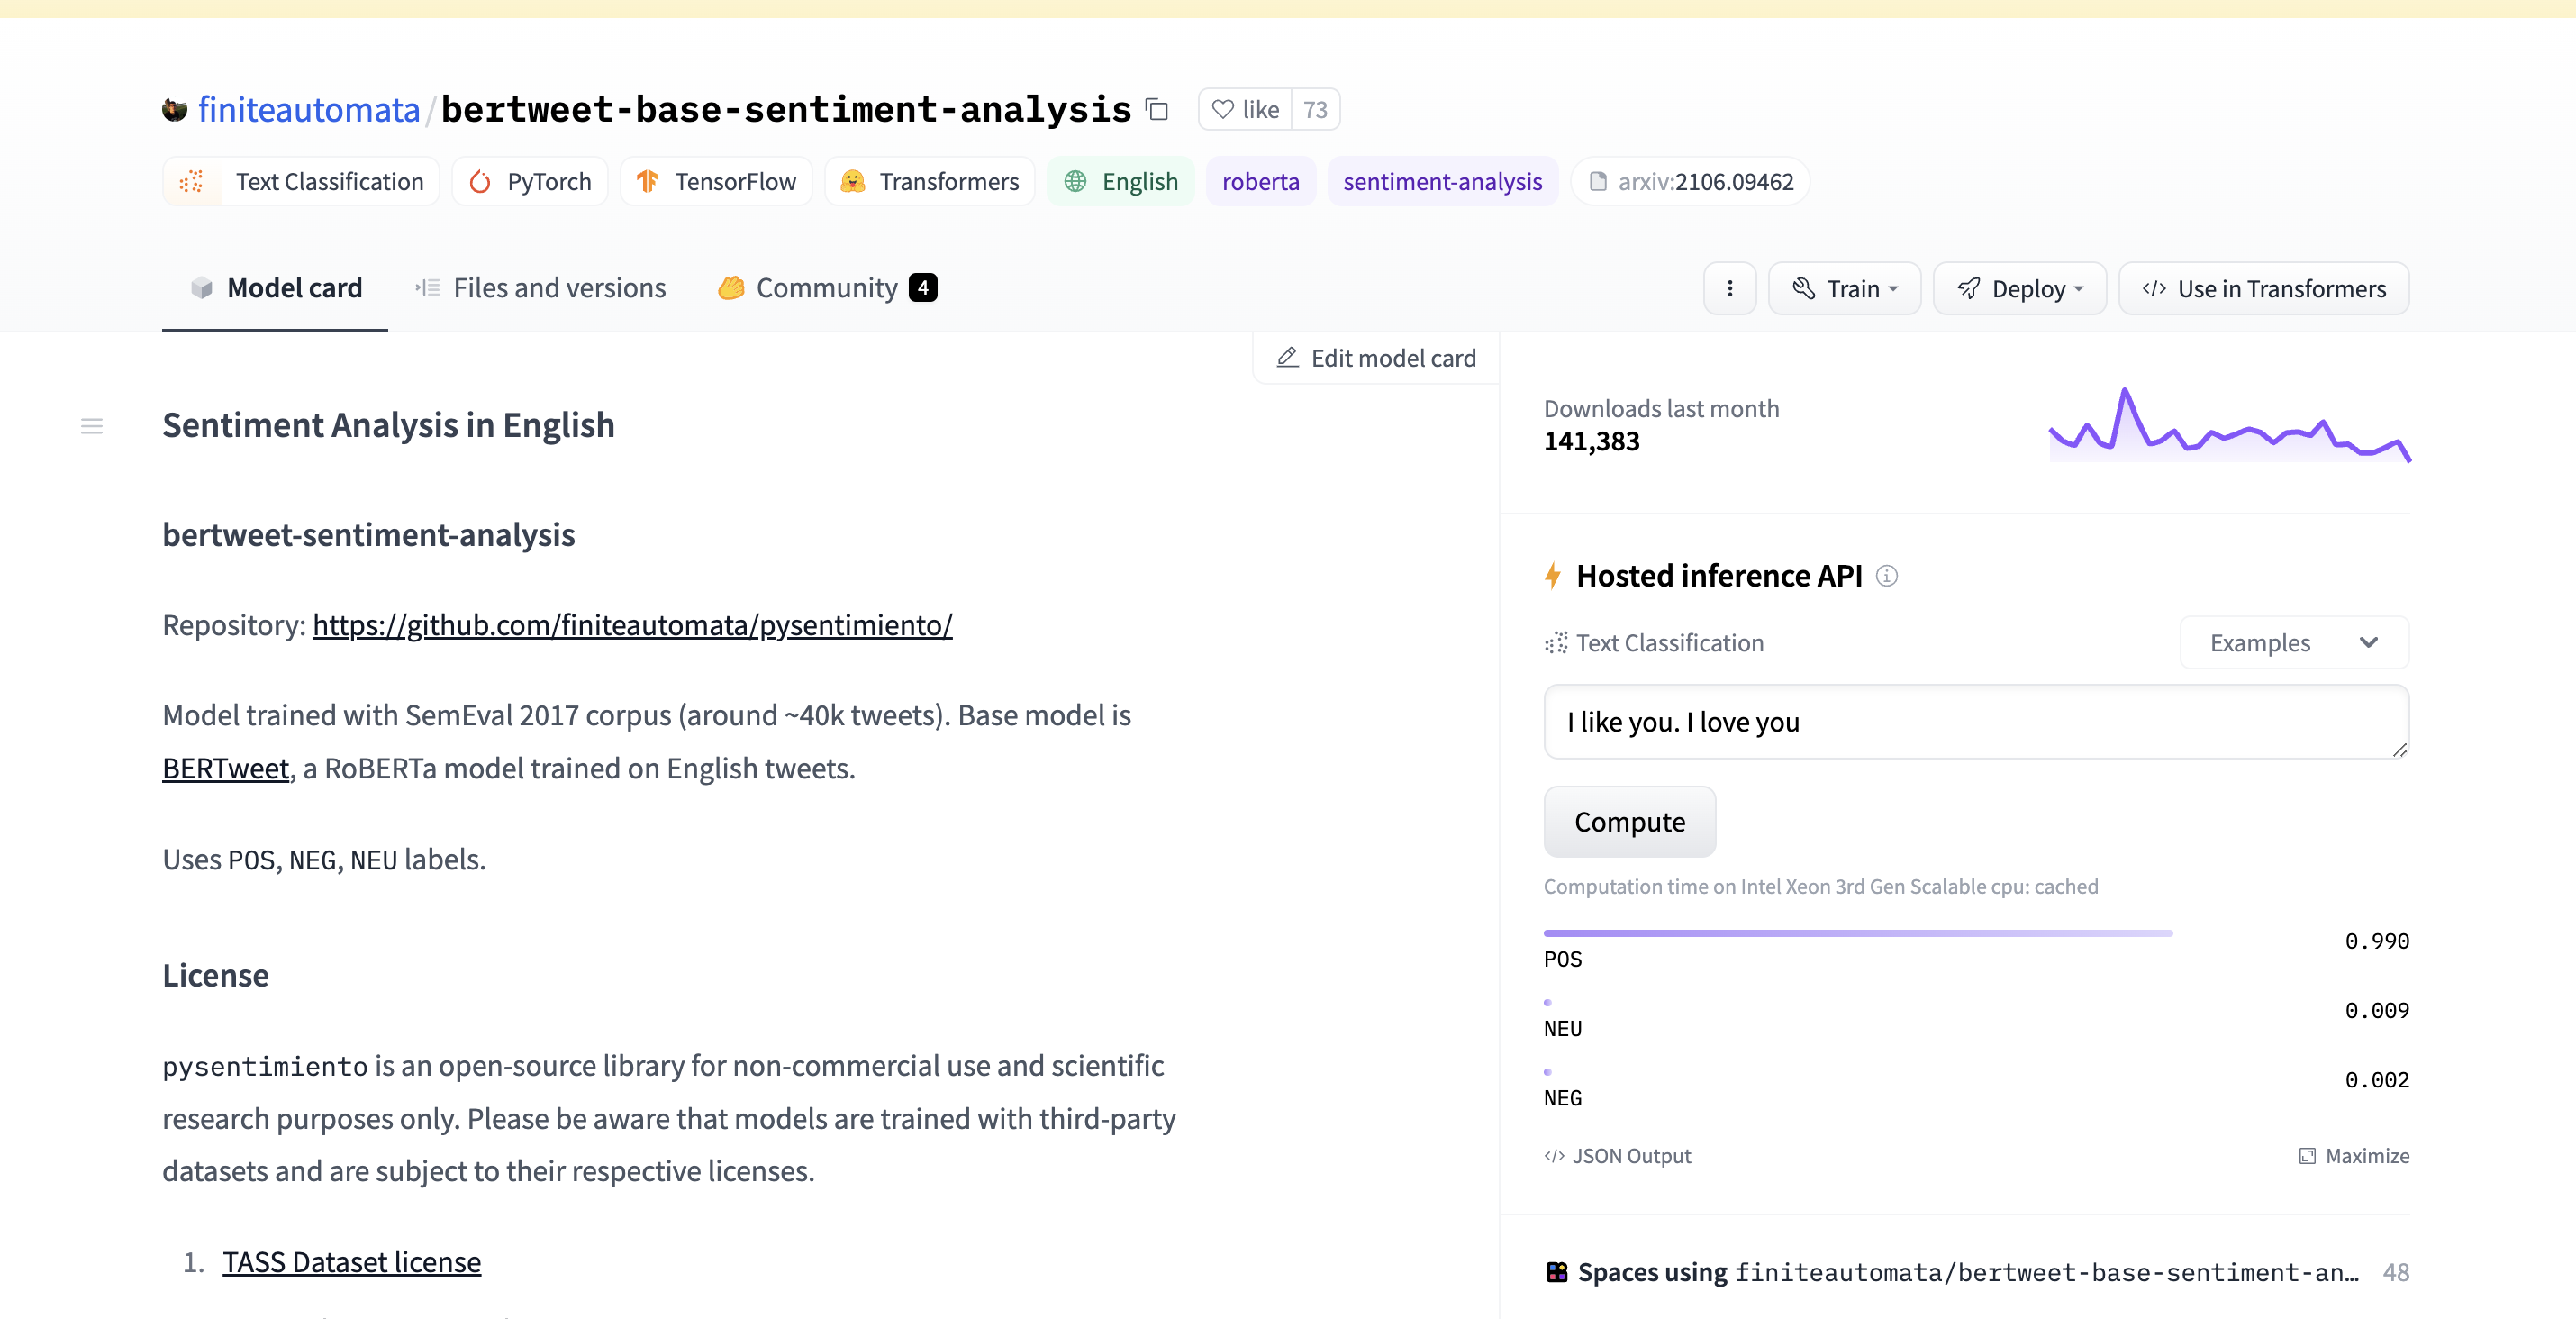 finiteautomata/bertweet-base-sentiment-analysis like 73
Text Classification PyTorch TensorFlow Transformers English roberta sentiment-analysis arxiv:2106.09462
Model card Files and versions Community 4 Train Deploy </> Use in Transformers
Edit model card
Sentiment Analysis in English
bertweet-sentiment-analysis
Repository: https://github.com/finiteautomata/pysentimiento/
Model trained with SemEval 2017 corpus (around ~40k tweets). Base model is
BERTweet, a RoBERTa model trained on English tweets.
Uses POS, NEG, NEU labels.
License
pysentimiento is an open-source library for non-commercial use and scientific
research purposes only. Please be aware that models are trained with third-party
datasets and are subject to their respective licenses.
1. TASS Dataset license
Downloads last month
141,383
Hosted inference API
Text Classification Examples
I like you. I love you
Compute
Computation time on Intel Xeon 3rd Gen Scalable cpu: cached
POS 0.990
NEU 0.009
NEG 0.002
</> JSON Output Maximize
Spaces using finiteautomata/bertweet-base-sentiment-an… 48